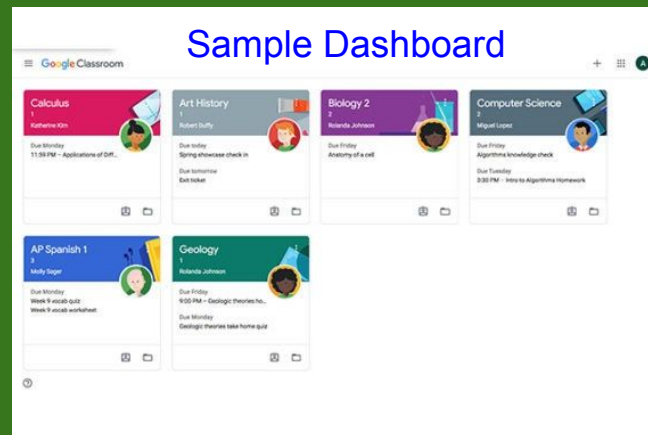 Sample Dashboard
Google Classroom
A
Calculus
1
Katherine Kim
Due Monday
11:59 PM – Applications of Diff...
Art History
1
Robert Duffy
Due today
Spring showcase check in
Due tomorrow
Exit ticket
Biology 2
2
Rolanda Johnson
Due Friday
Anatomy of a cell
Computer Science
2
Miguel Lopez
Due Friday
Algorithms knowledge check
Due Tuesday
3:30 PM – Intro to Algorithms Homework
AP Spanish 1
3
Molly Sager
Due Monday
Week 9 vocab quiz
Week 9 vocab worksheet
Geology
1
Rolanda Johnson
Due Friday
9:00 PM – Geologic theories ho...
Due Monday
Geologic theories take home quiz